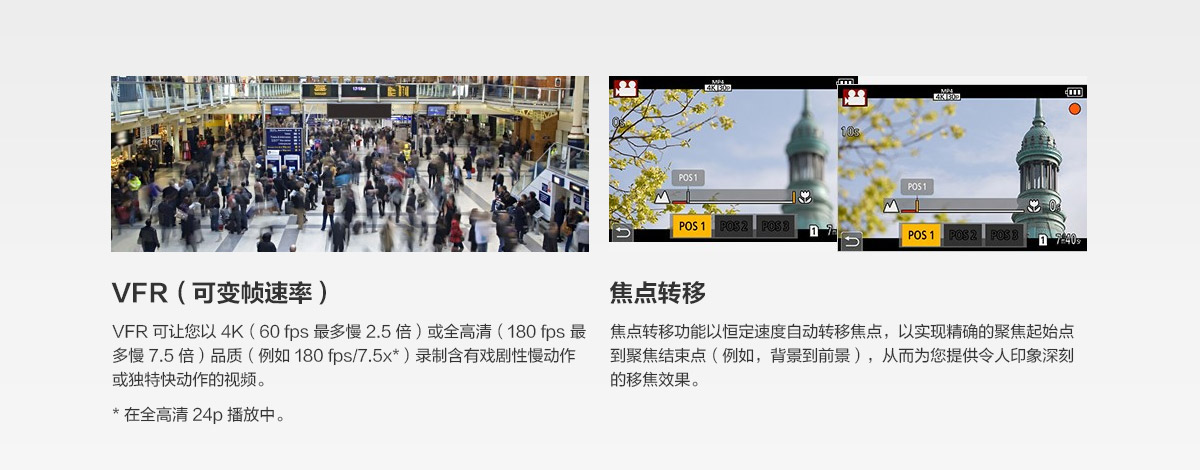 MP4
4K 30p
0s
POS1
POS 1
POS 2
POS 3
1
MP4
4K 30p
10s
POS1
0s
POS 1
POS 2
POS 3
1
7m40s
VFR（可变帧速率）
VFR 可让您以 4K（60 fps 最多慢 2.5 倍）或全高清（180 fps 最
多慢 7.5 倍）品质（例如 180 fps/7.5x*）录制含有戏剧性慢动作
或独特快动作的视频。
* 在全高清 24p 播放中。
焦点转移
焦点转移功能以恒定速度自动转移焦点，以实现精确的聚焦起始点
到聚焦结束点（例如，背景到前景），从而为您提供令人印象深刻
的移焦效果。